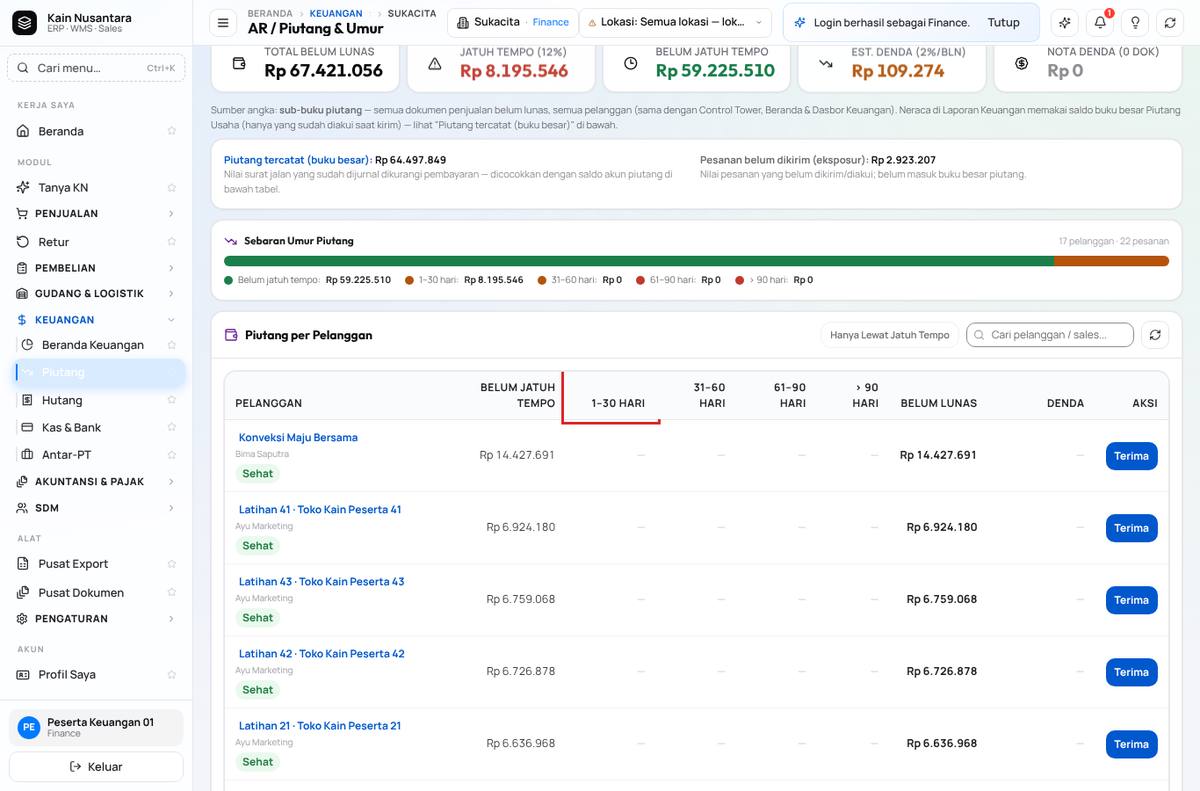 Kain Nusantara
ERP · WMS · Sales
Cari menu... Ctrl+K
KERJA SAYA
Beranda
MODUL
Tanya KN
PENJUALAN
Retur
PEMBELIAN
GUDANG & LOGISTIK
KEUANGAN
Beranda Keuangan
Piutang
Hutang
Kas & Bank
Antar-PT
AKUNTANSI & PAJAK
SDM
ALAT
Pusat Export
Pusat Dokumen
PENGATURAN
AKUN
Profil Saya
PE Peserta Keuangan 01
Finance
Keluar
BERANDA > KEUANGAN > SUKACITA
AR / Piutang & Umur
Sukacita · Finance
Lokasi: Semua lokasi — lok...
Login berhasil sebagai Finance. Tutup
1
TOTAL BELUM LUNAS
Rp 67.421.056
JATUH TEMPO (12%)
Rp 8.195.546
BELUM JATUH TEMPO
Rp 59.225.510
EST. DENDA (2%/BLN)
Rp 109.274
NOTA DENDA (0 DOK)
Rp 0
Sumber angka: sub-buku piutang — semua dokumen penjualan belum lunas, semua pelanggan (sama dengan Control Tower, Beranda & Dasbor Keuangan). Neraca di Laporan Keuangan memakai saldo buku besar Piutang
Usaha (hanya yang sudah diakui saat kirim) — lihat "Piutang tercatat (buku besar)" di bawah.
Piutang tercatat (buku besar): Rp 64.497.849
Nilai surat jalan yang sudah dijurnal dikurangi pembayaran — dicocokkan dengan saldo akun piutang di
bawah tabel.
Pesanan belum dikirim (eksposur): Rp 2.923.207
Nilai pesanan yang belum dikirim/diakui; belum masuk buku besar piutang.
Sebaran Umur Piutang 17 pelanggan · 22 pesanan
Belum jatuh tempo: Rp 59.225.510 1–30 hari: Rp 8.195.546 31–60 hari: Rp 0 61–90 hari: Rp 0 > 90 hari: Rp 0
Piutang per Pelanggan Hanya Lewat Jatuh Tempo Cari pelanggan / sales...
PELANGGAN BELUM JATUH TEMPO 1–30 HARI 31–60 HARI 61–90 HARI > 90 HARI BELUM LUNAS DENDA AKSI
Konveksi Maju Bersama
Bima Saputra
Sehat
Rp 14.427.691 — — — — Rp 14.427.691 — Terima
Latihan 41 · Toko Kain Peserta 41
Ayu Marketing
Sehat
Rp 6.924.180 — — — — Rp 6.924.180 — Terima
Latihan 43 · Toko Kain Peserta 43
Ayu Marketing
Sehat
Rp 6.759.068 — — — — Rp 6.759.068 — Terima
Latihan 42 · Toko Kain Peserta 42
Ayu Marketing
Sehat
Rp 6.726.878 — — — — Rp 6.726.878 — Terima
Latihan 21 · Toko Kain Peserta 21
Ayu Marketing
Sehat
Rp 6.636.968 — — — — Rp 6.636.968 — Terima